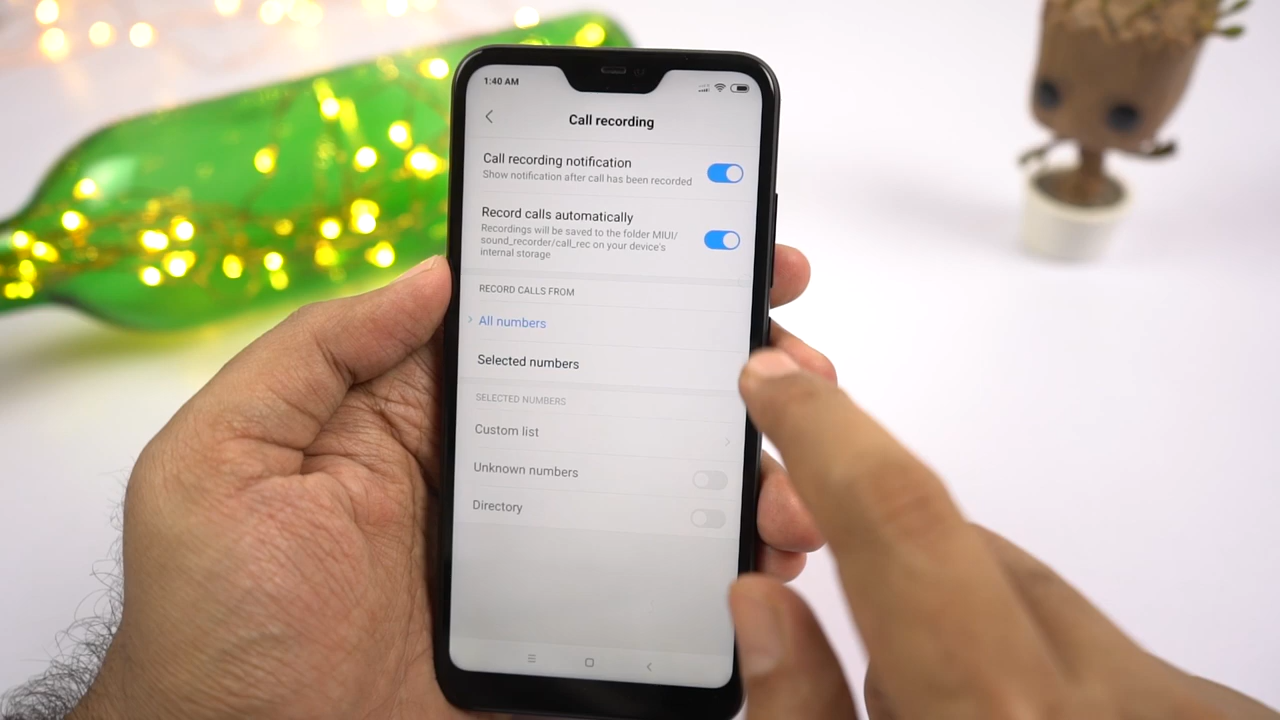 1:40 AM
Call recording
Call recording notification
Show notification after call has been recorded
Record calls automatically
Recordings will be saved to the folder MIUI/
sound_recorder/call_rec on your device's
internal storage
RECORD CALLS FROM
All numbers
Selected numbers
SELECTED NUMBERS
Custom list
Unknown numbers
Directory